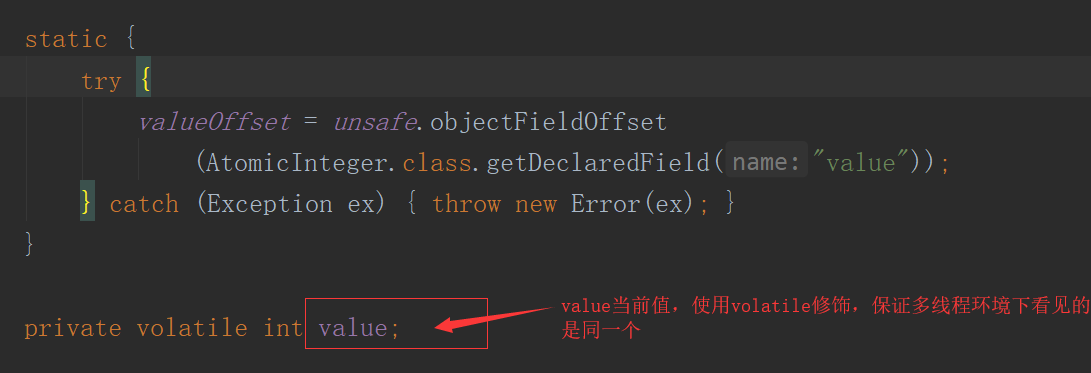 static {
try {
valueOffset = unsafe.objectFieldOffset
(AtomicInteger.class.getDeclaredField( name: "value"));
} catch (Exception ex) { throw new Error(ex); }
}
private volatile int value;
value当前值，使用volatile修饰，保证多线程环境下看见的
是同一个